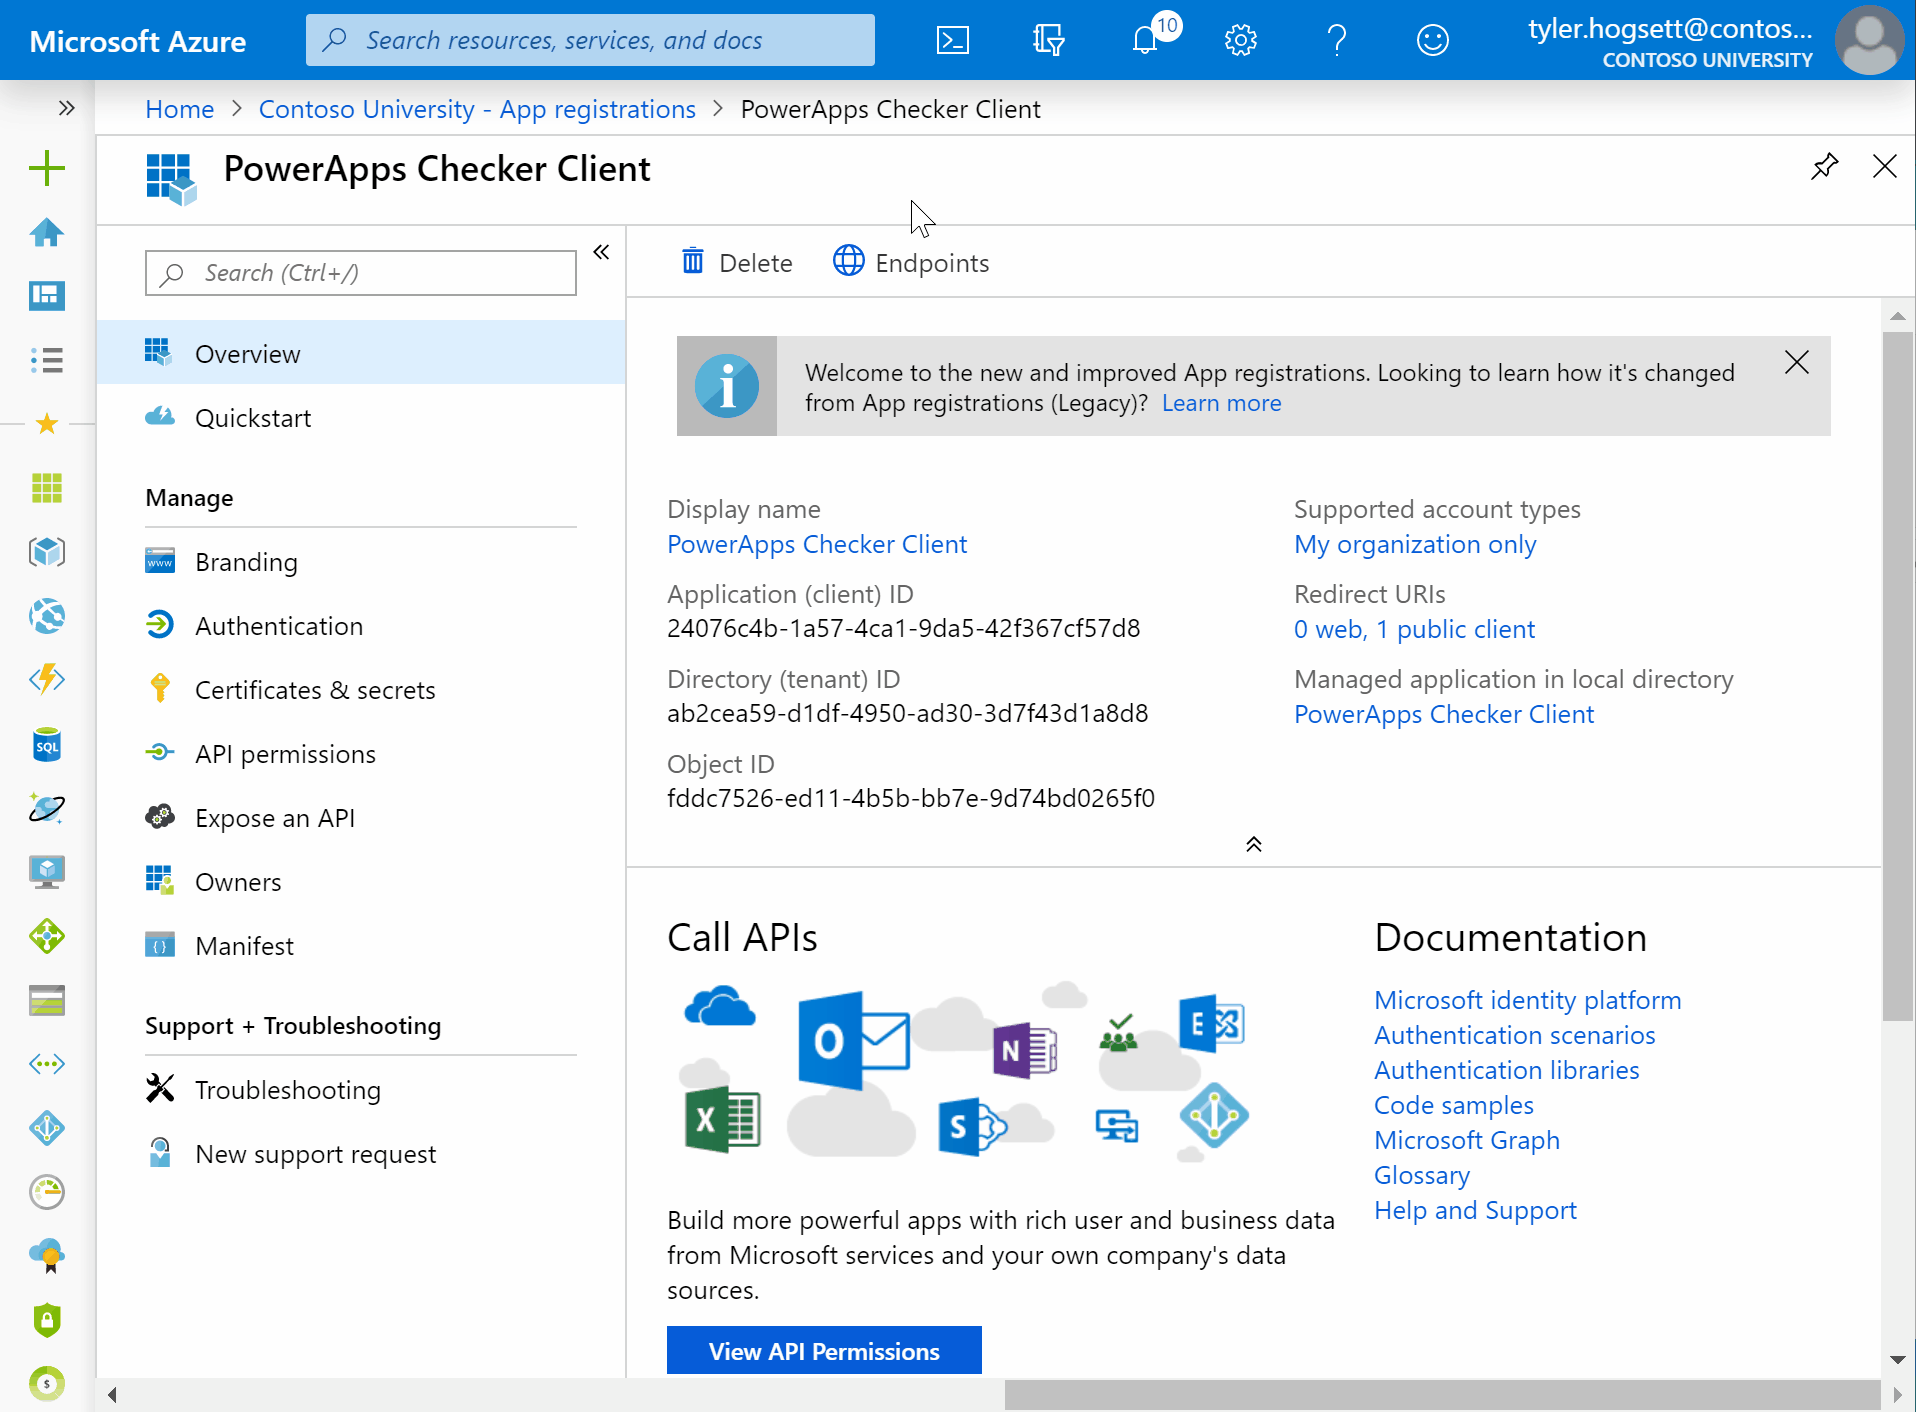 Microsoft Azure
Search resources, services, and docs
10
tyler.hogsett@contos...
CONTOSO UNIVERSITY
Home > Contoso University - App registrations > PowerApps Checker Client
PowerApps Checker Client
Search (Ctrl+/)
Overview
Quickstart
Manage
Branding
Authentication
Certificates & secrets
API permissions
Expose an API
Owners
Manifest
Support + Troubleshooting
Troubleshooting
New support request
Delete
Endpoints
Welcome to the new and improved App registrations. Looking to learn how it's changed
from App registrations (Legacy)? Learn more
Display name
PowerApps Checker Client
Application (client) ID
24076c4b-1a57-4ca1-9da5-42f367cf57d8
Directory (tenant) ID
ab2cea59-d1df-4950-ad30-3d7f43d1a8d8
Object ID
fddc7526-ed11-4b5b-bb7e-9d74bd0265f0
Supported account types
My organization only
Redirect URIs
0 web, 1 public client
Managed application in local directory
PowerApps Checker Client
Call APIs
Build more powerful apps with rich user and business data
from Microsoft services and your own company's data
sources.
View API Permissions
Documentation
Microsoft identity platform
Authentication scenarios
Authentication libraries
Code samples
Microsoft Graph
Glossary
Help and Support